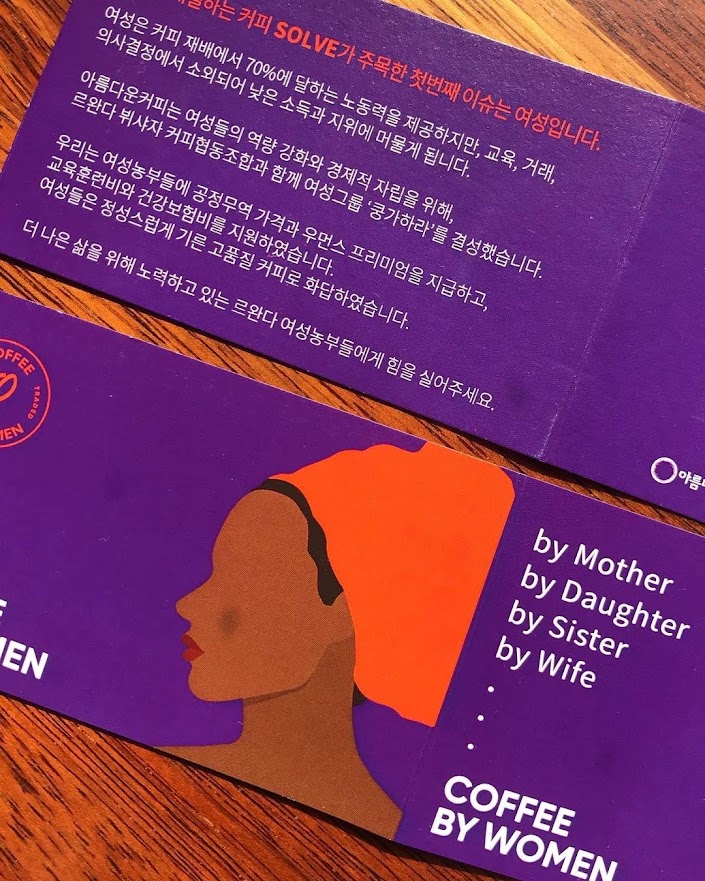 하는 커피 SOLVE가 주목한 첫번째 이슈는 여성입니다.
여성은 커피 재배에서 70%에 달하는 노동력을 제공하지만, 교육, 거래,
의사결정에서 소외되어 낮은 소득과 지위에 머물게 됩니다.
아름다운커피는 여성들의 역량 강화와 경제적 자립을 위해,
르완다 뷔샤자 커피협동조합과 함께 여성그룹 '쿵가하라'를 결성했습니다.
우리는 여성농부들에 공정무역 가격과 우먼스 프리미엄을 지급하고,
교육훈련비와 건강보험비를 지원하였습니다.
여성들은 정성스럽게 기른 고품질 커피로 화답하였습니다.
더 나은 삶을 위해 노력하고 있는 르완다 여성농부들에게 힘을 실어주세요.
아름
OFFEE
TRADED
MEN
E
MEN
by Mother
by Daughter
by Sister
by Wife
COFFEE
BY WOMEN